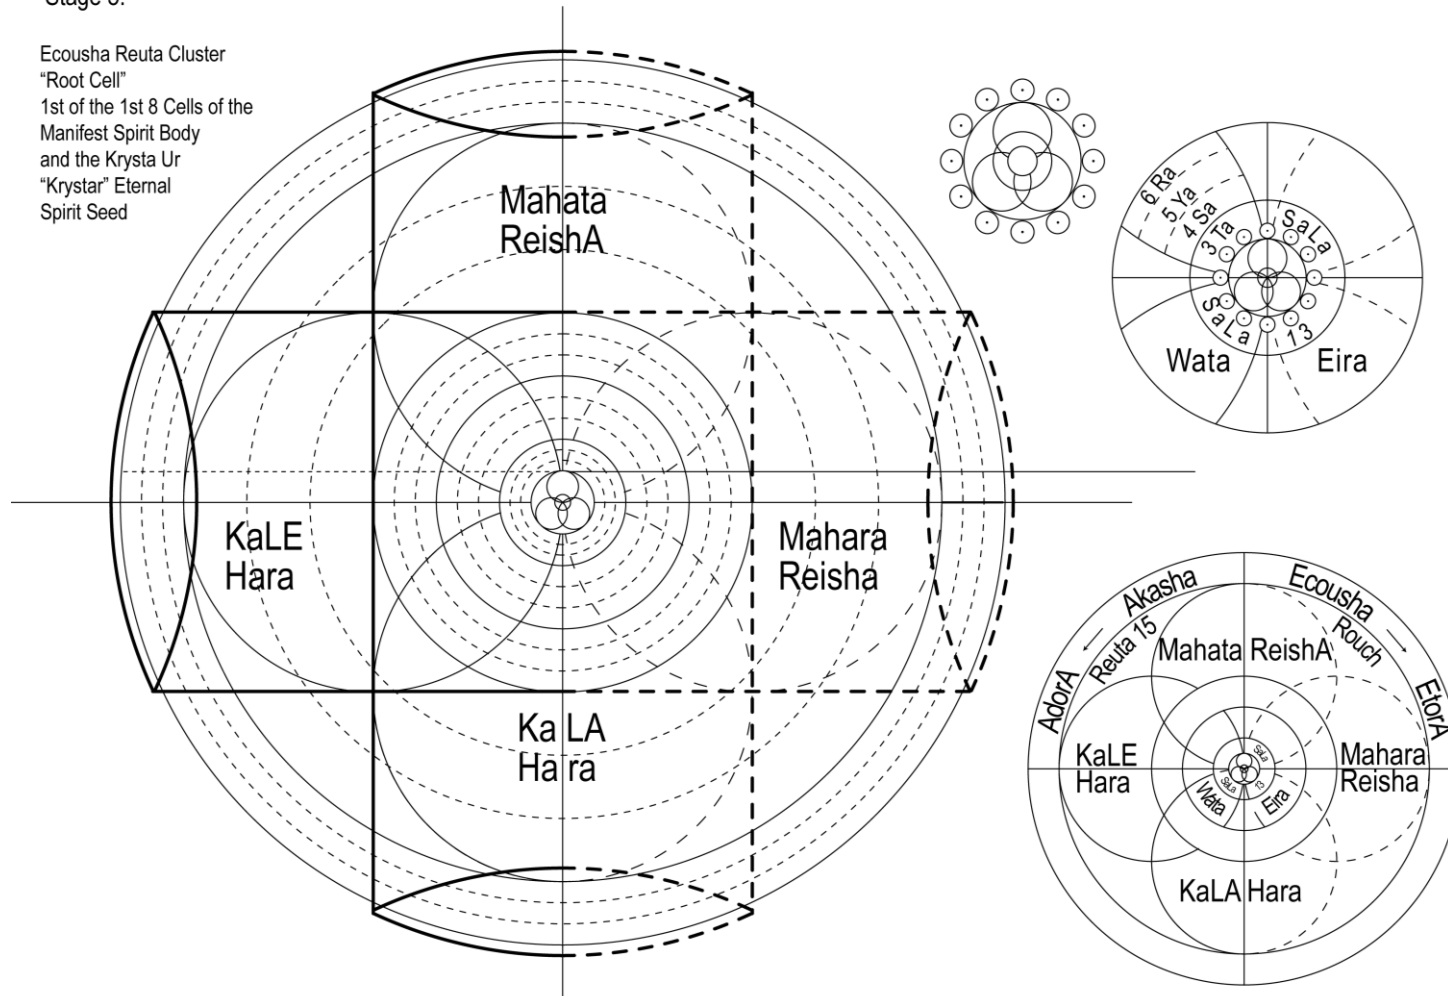 Stage 3.
Ecousha Reuta Cluster
“Root Cell”
1st of the 1st 8 Cells of the
Manifest Spirit Body
and the Krysta Ur
“Krystar” Eternal
Spirit Seed
Mahata
ReishA
KaLE
Hara
Mahara
Reisha
Ka LA
Ha ra
6 Ra
5 Ya
4 Sa
3 Ta
SaLa
SaLa
13
Wata
Eira
Akasha
Ecousha
Reuta 15
Rouch
AdorA
EtorA
Mahata ReishA
KaLE
Hara
Mahara
Reisha
SaLa
SaLa
13
Wata
Eira
KaLA Hara